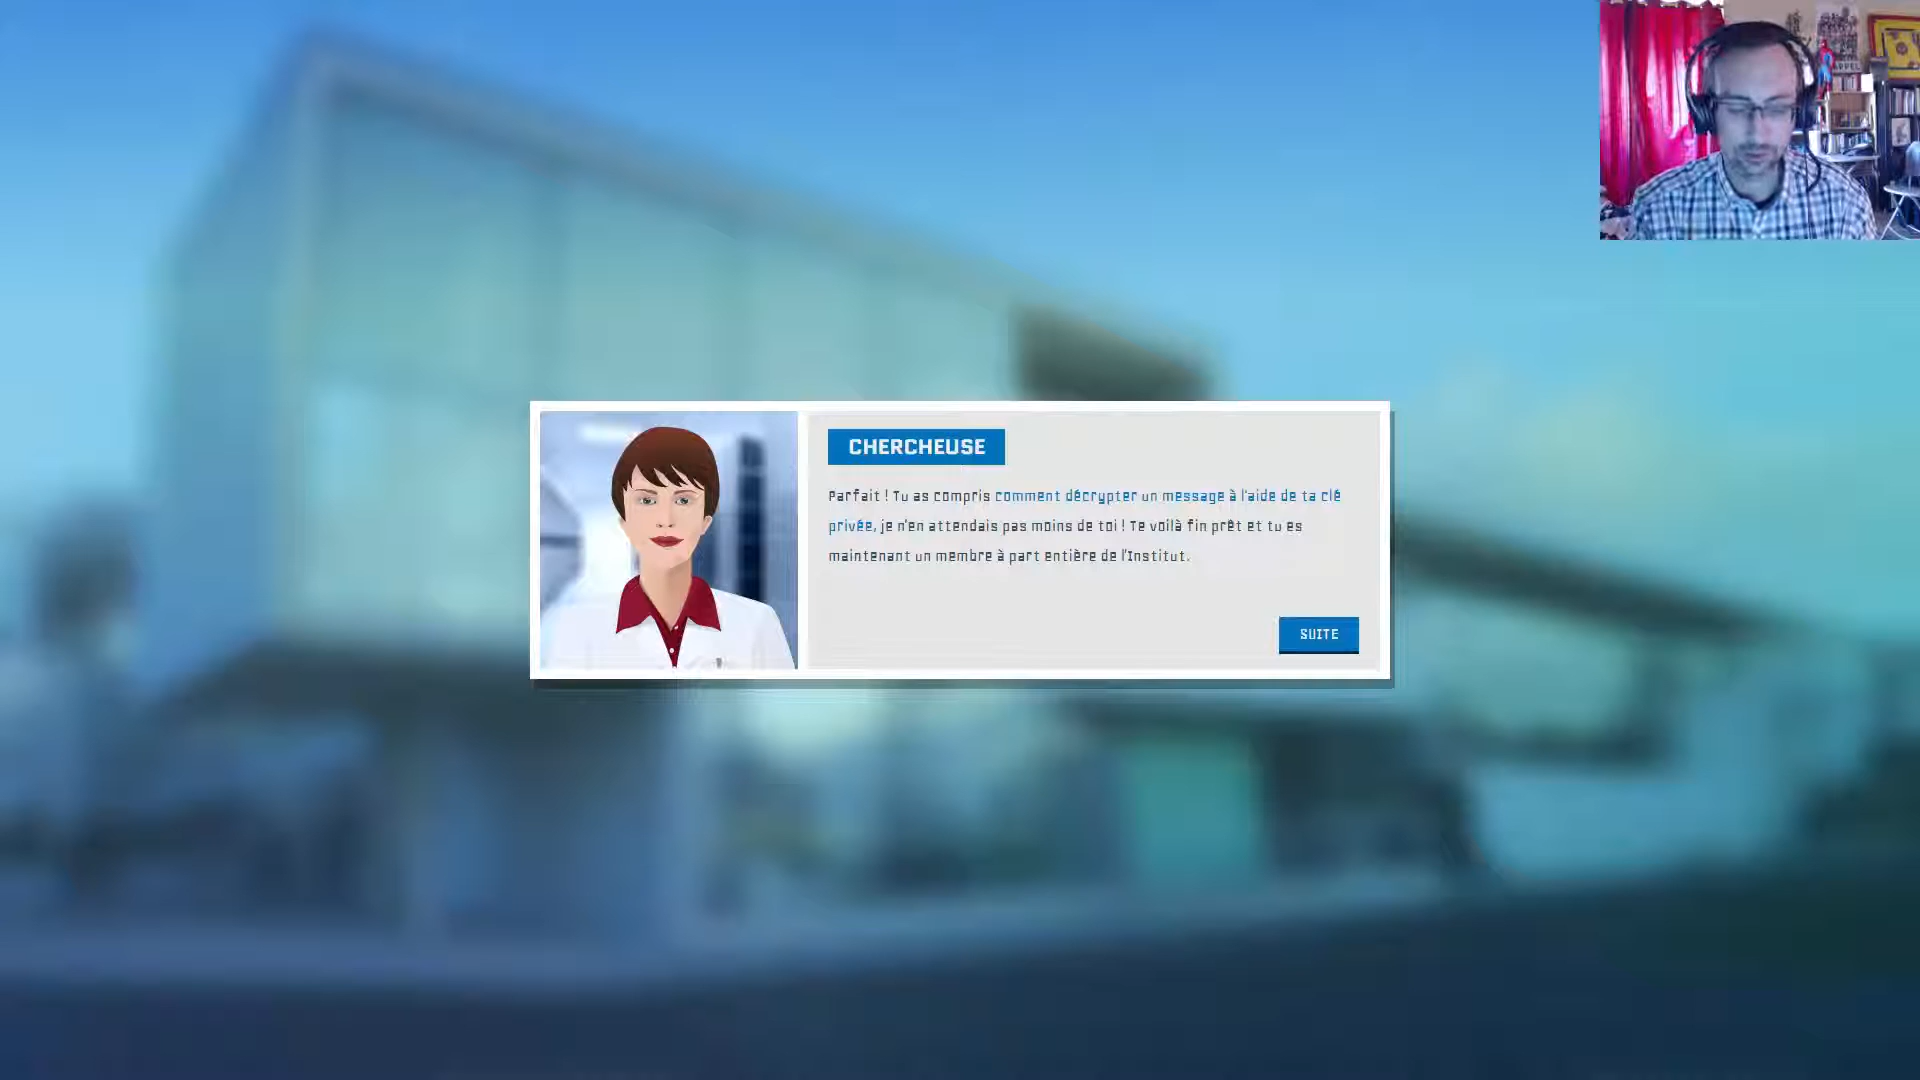 APPEL
CHERCHEUSE
Parfait ! Tu as compris comment décrypter un message à l'aide de ta clé
privée, je n'en attendais pas moins de toi ! Te voilà fin prêt et tu es
maintenant un membre à part entière de l'Institut.
SUITE